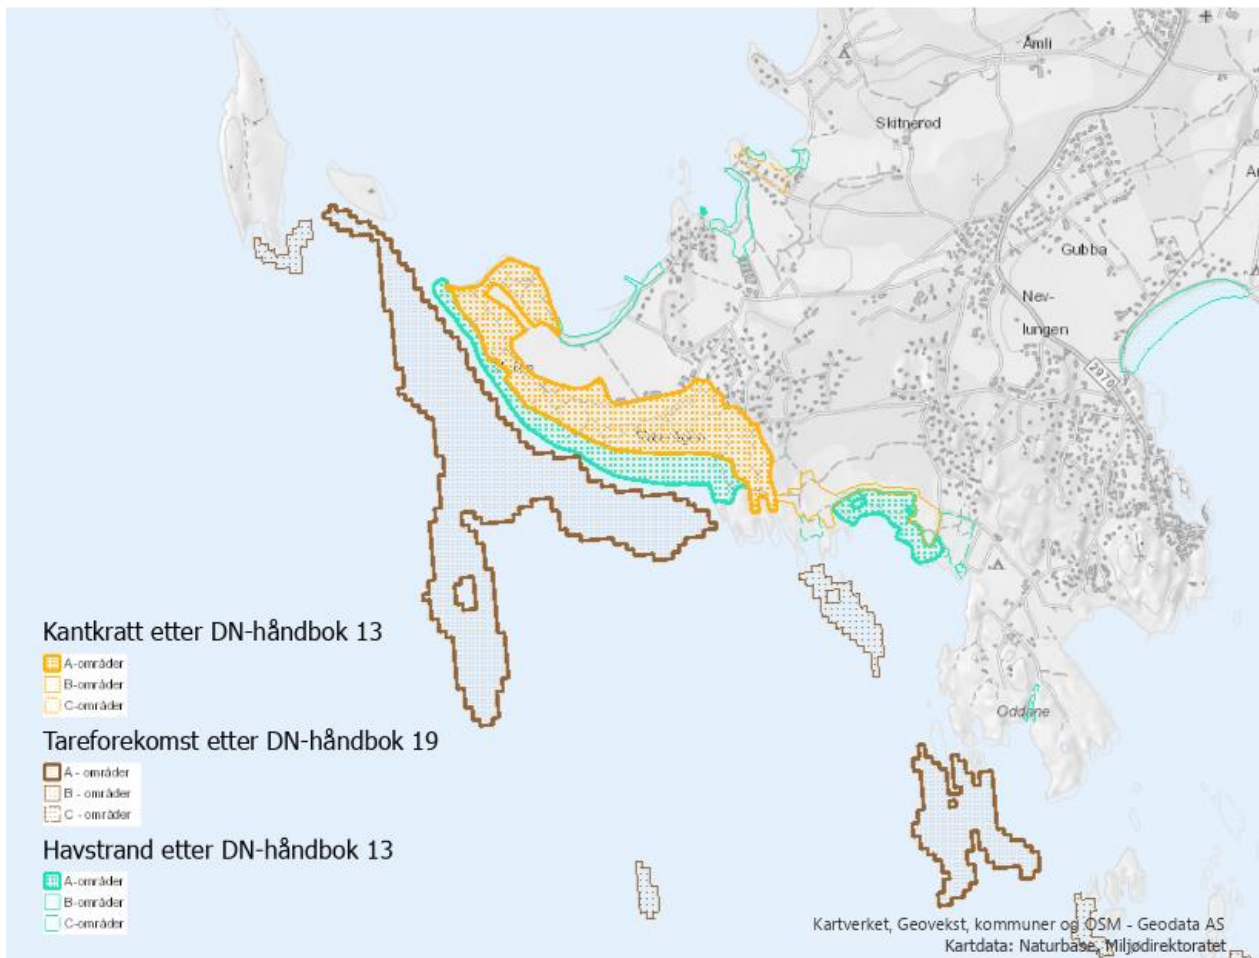 Åmli
Skitnerød
Gubba
Nev-
lungen
2970
Oddane
Kantkratt etter DN-håndbok 13
A-områder
B-områder
C-områder
Tareforekomst etter DN-håndbok 19
A - områder
B - områder
C - områder
Havstrand etter DN-håndbok 13
A-områder
B-områder
C-områder
Kartverket, Geovekst, kommuner og OSM - Geodata AS
Kartdata: Naturbase, Miljødirektoratet